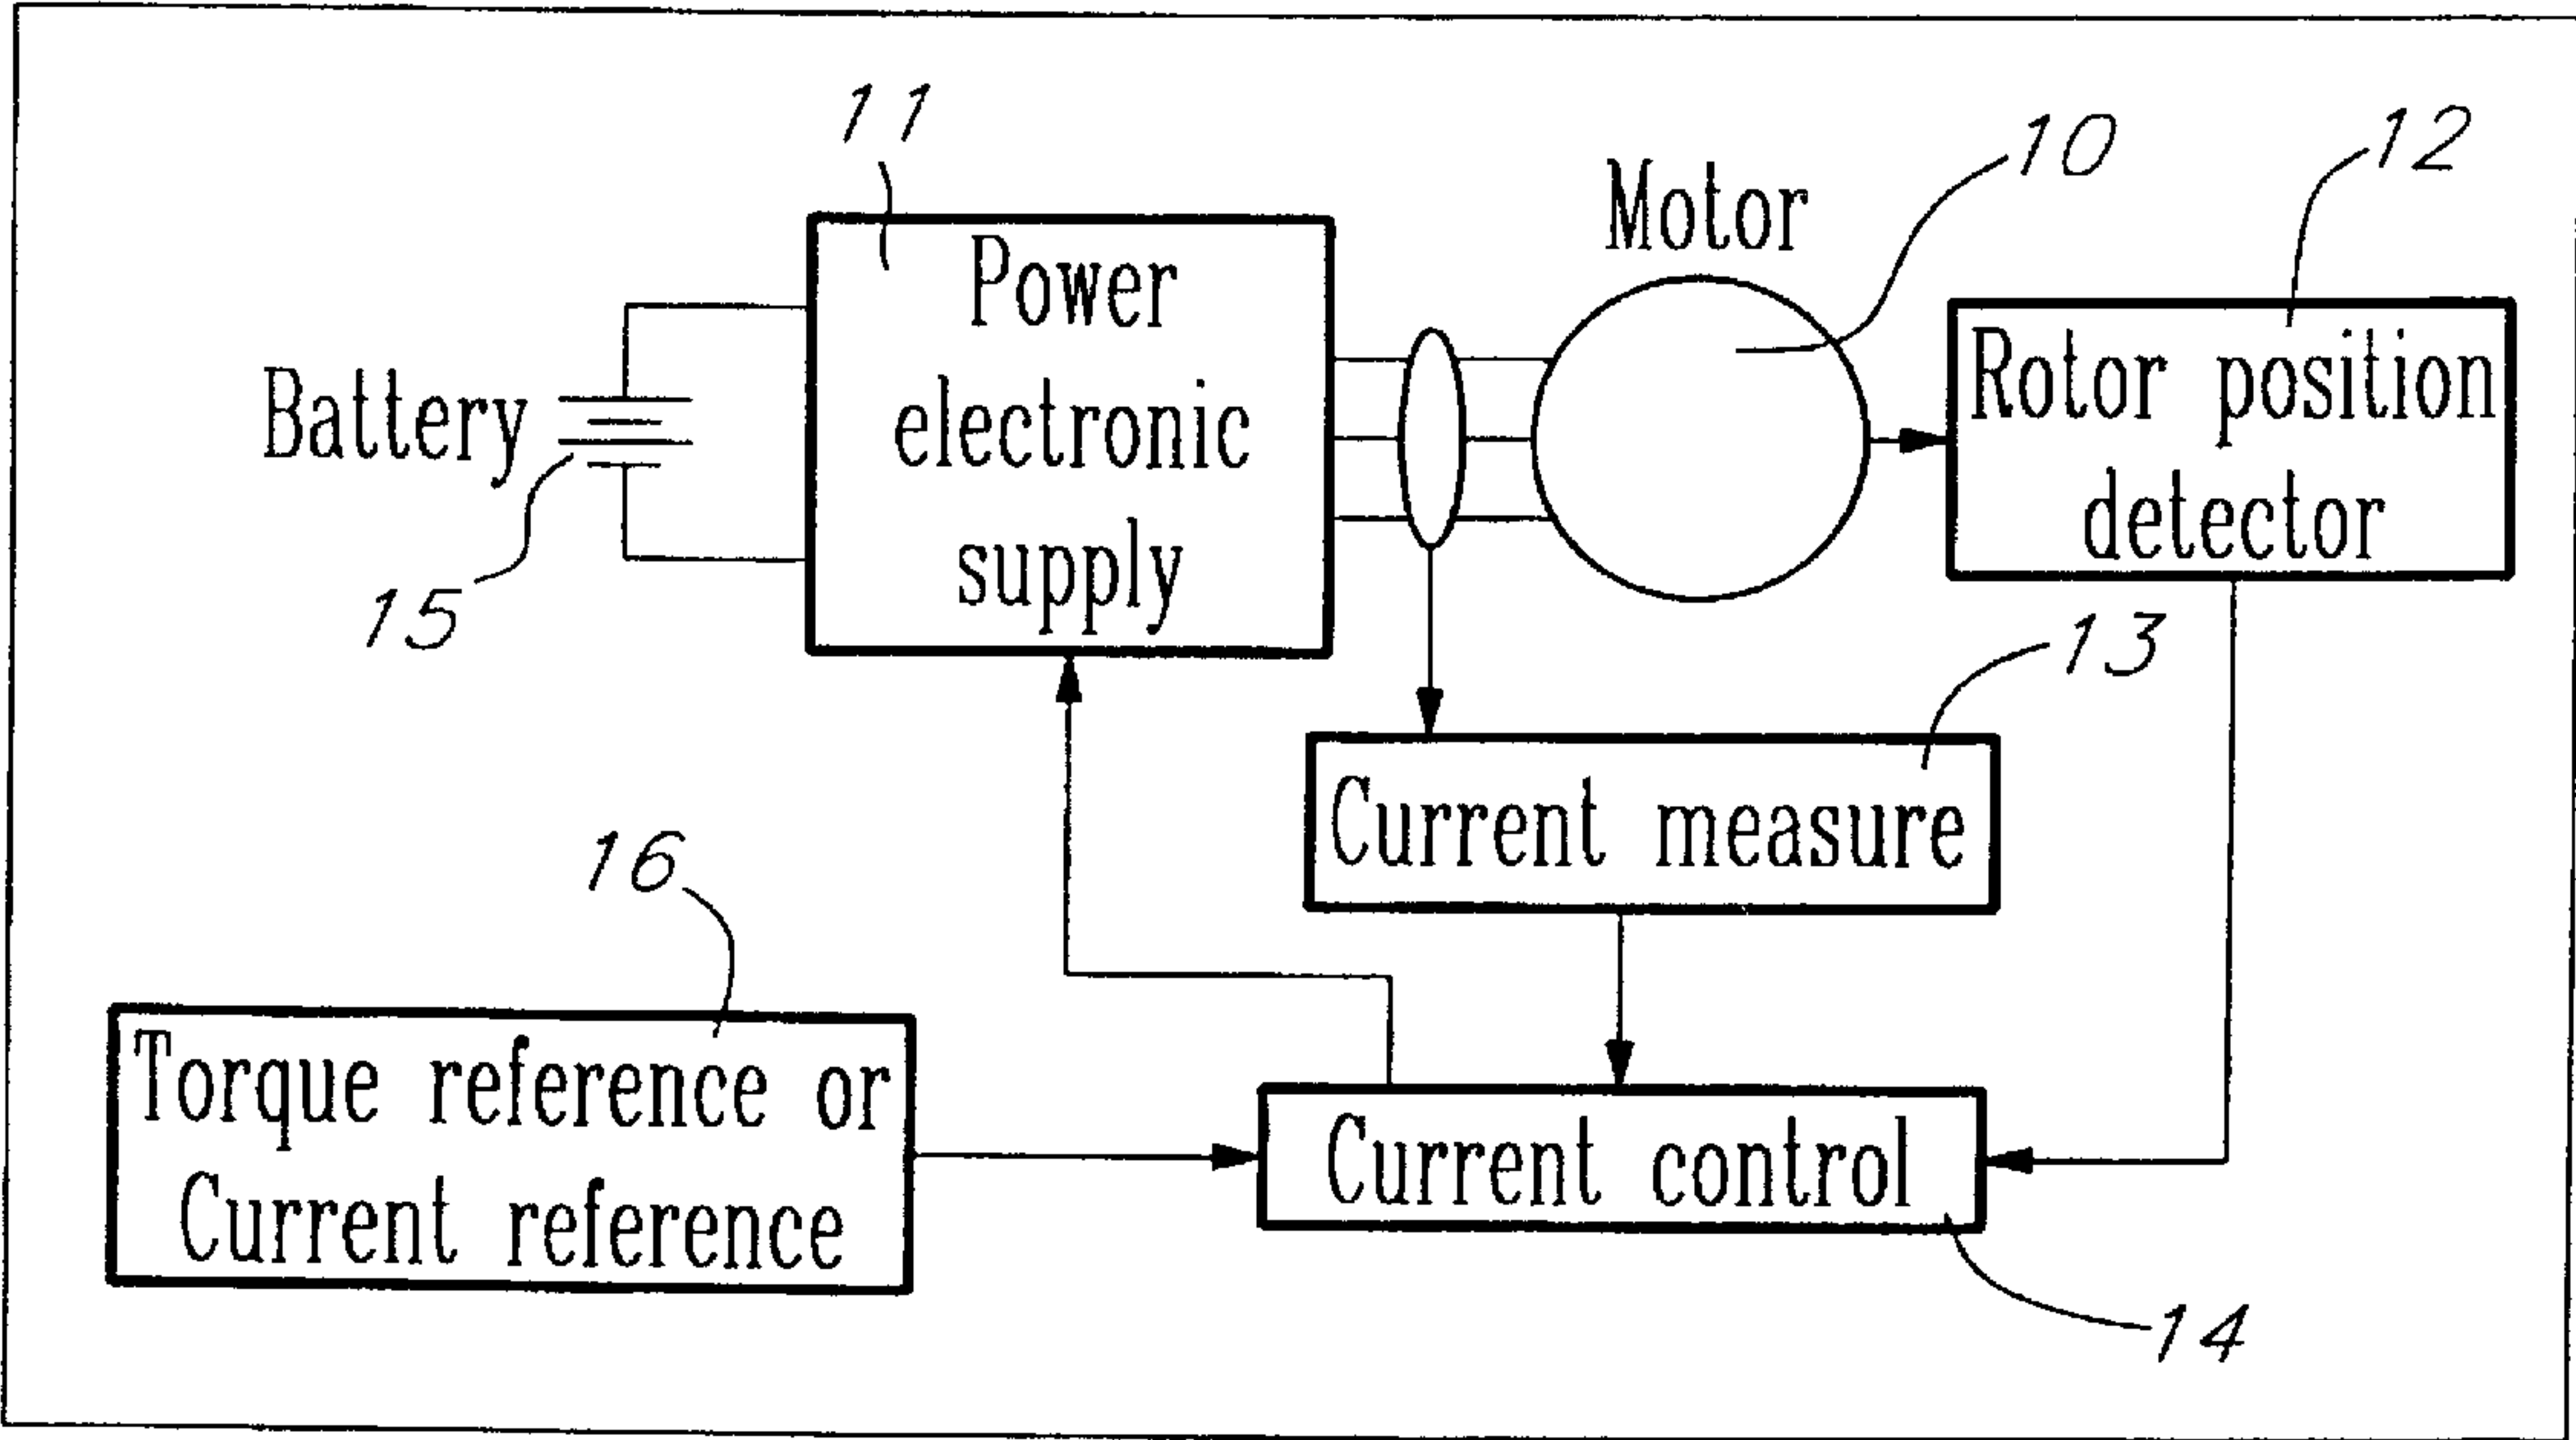 11
10
12
Motor
Power
electronic
supply
Rotor position
detector
Battery
15
13
Current measure
16
Torque reference or
Current reference
Current control
14